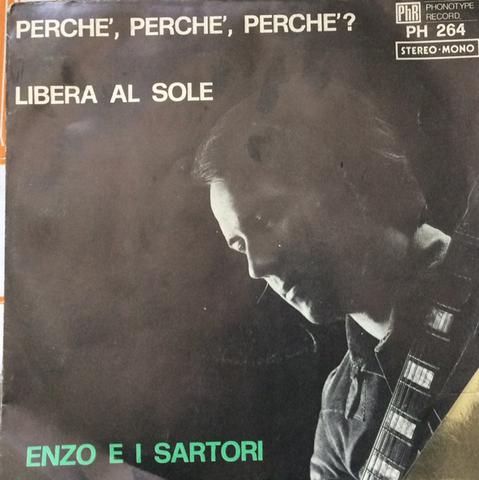 PERCHE', PERCHE', PERCHE'?
LIBERA AL SOLE
PhR PHONOTYPE
RECORD
PH 264
STEREO-MONO
ENZO E I SARTORI